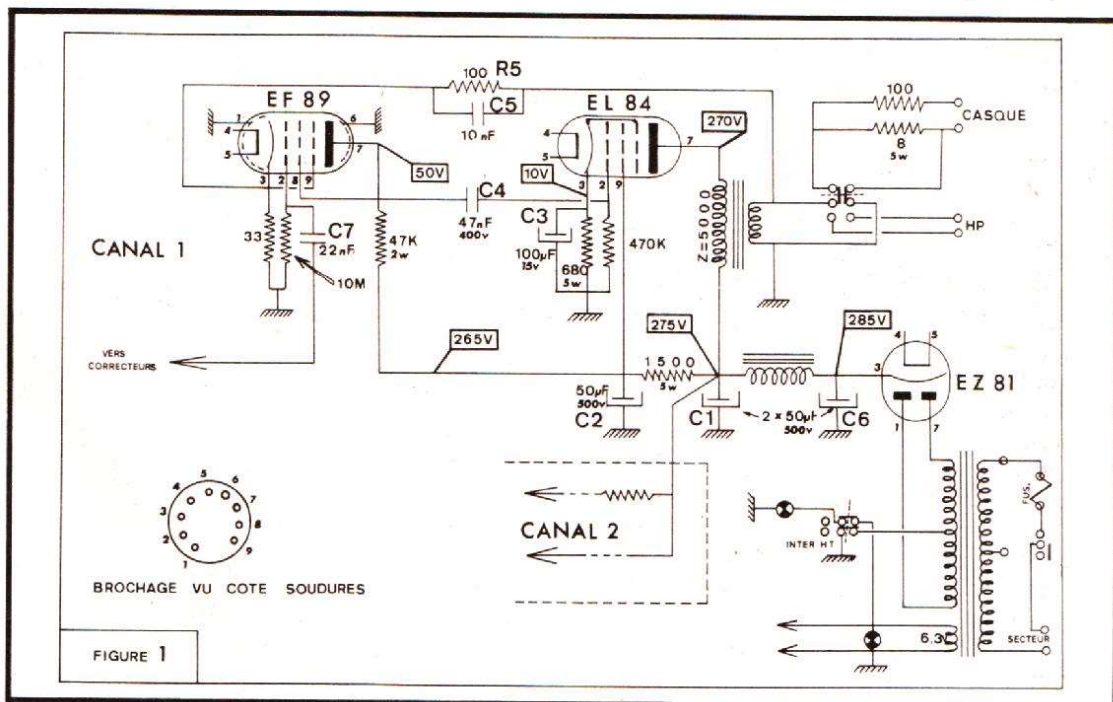 100 R5
C5
10 nF
EF 89
1
6
4
5
7
3 2 8 9
50V
EL 84
4
5
7
3 2 9
10V
270V
100
8
5w
CASQUE
HP
C4
47nF
400v
C3
100µF
15v
680
5w
470K
Z=5000
CANAL 1
33
C7
22nF
10M
47K
2w
VERS
CORRECTEURS
265V
275V
285V
1500
5w
50µF
500v
C2
C1
2 x 50µF
500v
C6
4 5
3
EZ 81
1 7
CANAL 2
INTER HT
FUS.
6.3V
SECTEUR
1
2
3
4
5
6
7
8
9
BROCHAGE VU COTE SOUDURES
FIGURE 1